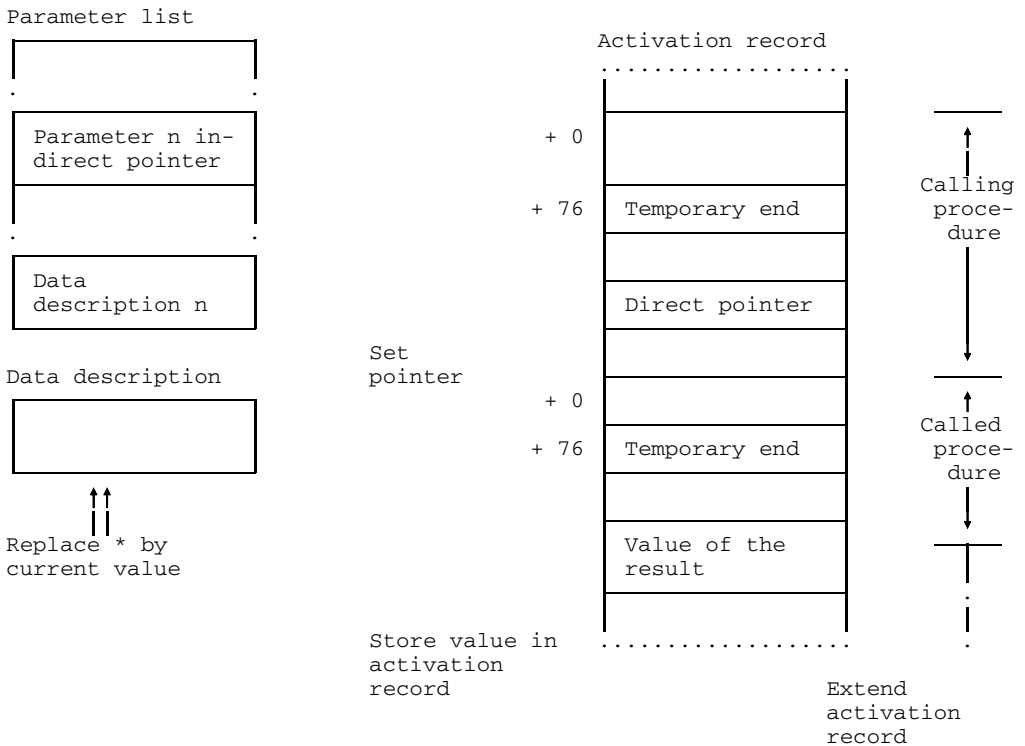 Parameter list
Activation record
Parameter n in-
direct pointer
+ 0
+ 76
Temporary end
Calling
proce-
dure
Data
description n
Direct pointer
Set
pointer
Data description
+ 0
+ 76
Temporary end
Called
proce-
dure
Replace * by
current value
Value of the
result
Store value in
activation
record
Extend
activation
record